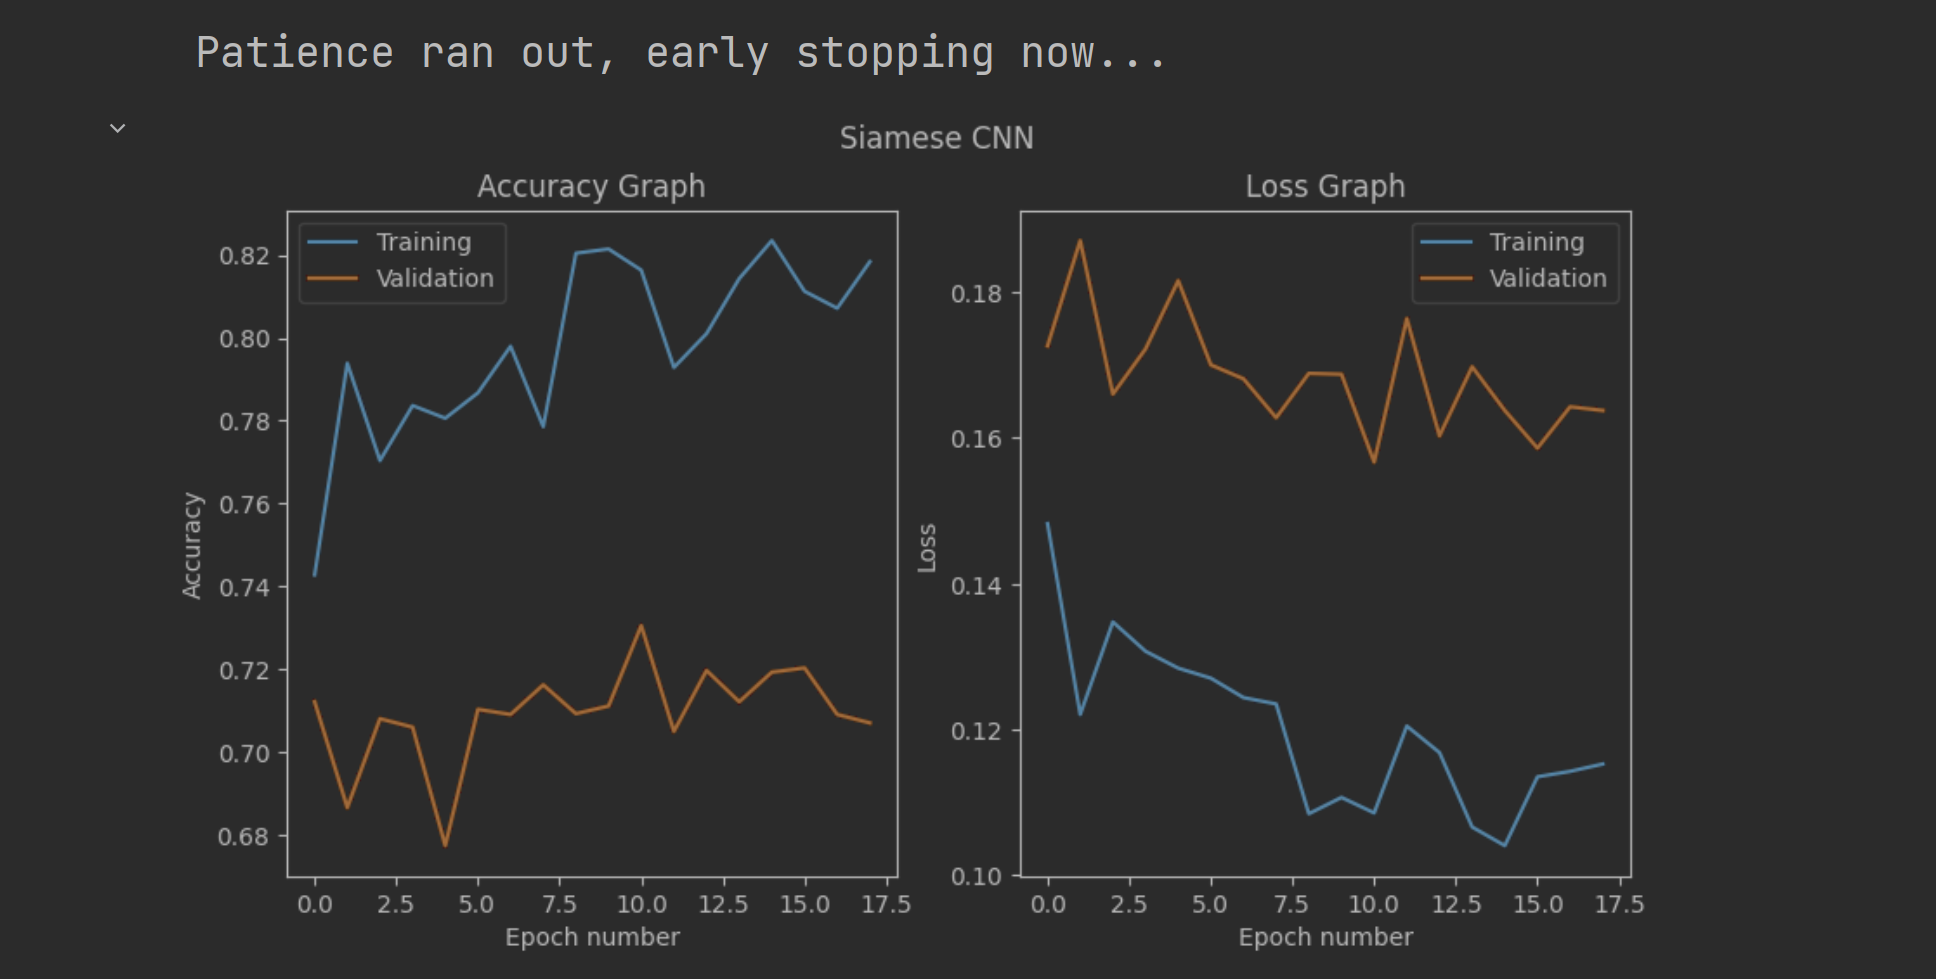 Patience ran out, early stopping now...
Siamese CNN
Accuracy Graph
Training
Validation
0.82
0.80
0.78
0.76
0.74
0.72
0.70
0.68
Accuracy
0.0 2.5 5.0 7.5 10.0 12.5 15.0 17.5
Epoch number
Loss Graph
Training
Validation
0.18
0.16
0.14
0.12
0.10
Loss
0.0 2.5 5.0 7.5 10.0 12.5 15.0 17.5
Epoch number